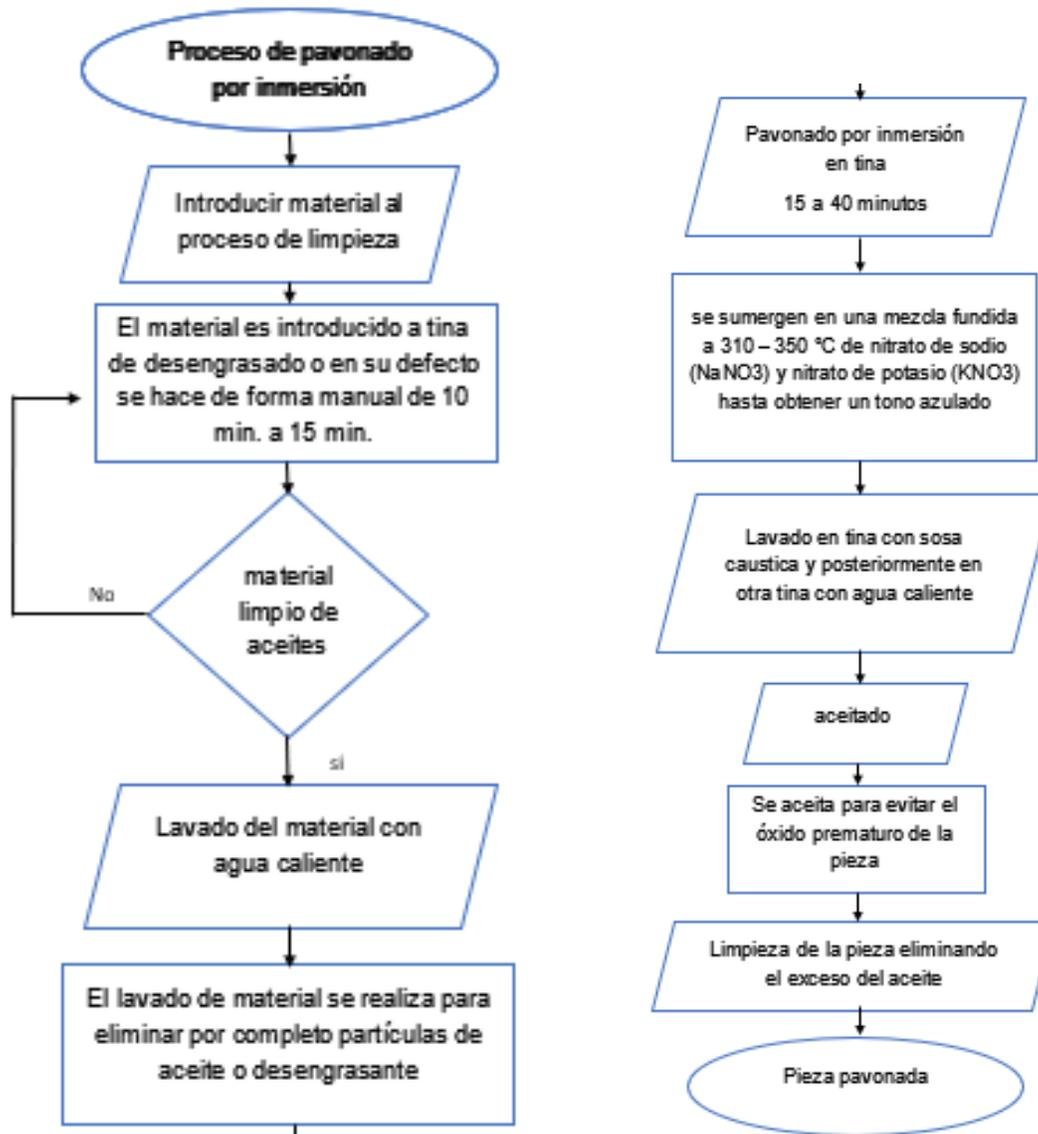 Proceso de pavonado
por inmersión
Introducir material al
proceso de limpieza
El material es introducido a tina
de desengrasado o en su defecto
se hace de forma manual de 10
min. a 15 min.
No
material
limpio de
aceites
sí
Lavado del material con
agua caliente
El lavado de material se realiza para
eliminar por completo partículas de
aceite o desengrasante
Pavonado por inmersión
en tina
15 a 40 minutos
se sumergen en una mezcla fundida
a 310 – 350 ºC de nitrato de sodio
(NaNO3) y nitrato de potasio (KNO3)
hasta obtener un tono azulado
Lavado en tina con sosa
caustica y posteriormente en
otra tina con agua caliente
aceitado
Se aceita para evitar el
óxido prematuro de la
pieza
Limpieza de la pieza eliminando
el exceso del aceite
Pieza pavonada